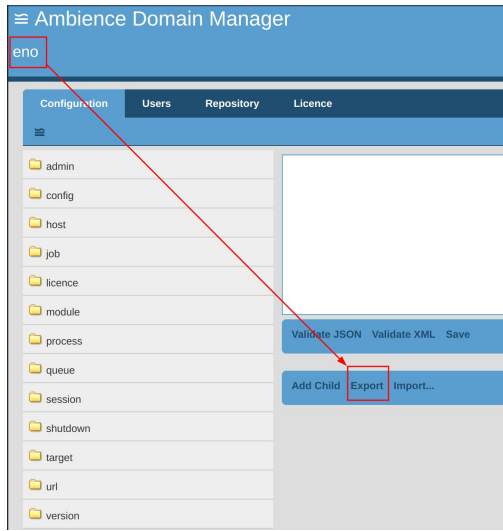 ≌ Ambience Domain Manager
eno
Configuration Users Repository Licence
≌
admin
config
host
job
licence
module
process
queue
session
shutdown
target
url
version
Validate JSON Validate XML Save
Add Child Export Import...